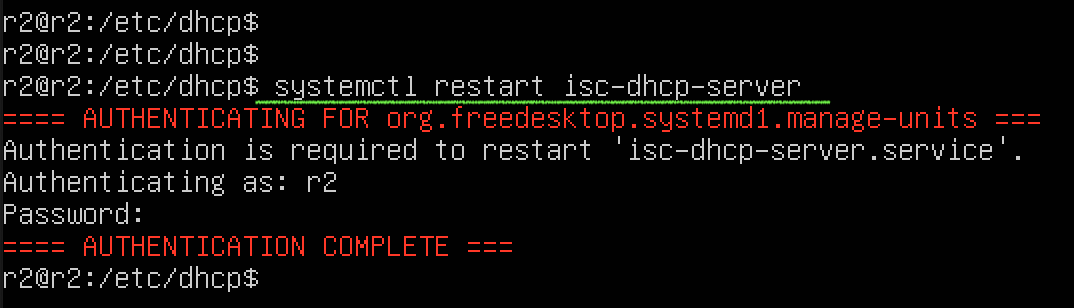 r2@r2:/etc/dhcp$
r2@r2:/etc/dhcp$
r2@r2:/etc/dhcp$ systemctl restart isc-dhcp-server
==== AUTHENTICATING FOR org.freedesktop.systemd1.manage-units ===
Authentication is required to restart 'isc-dhcp-server.service'.
Authenticating as: r2
Password:
==== AUTHENTICATION COMPLETE ===
r2@r2:/etc/dhcp$